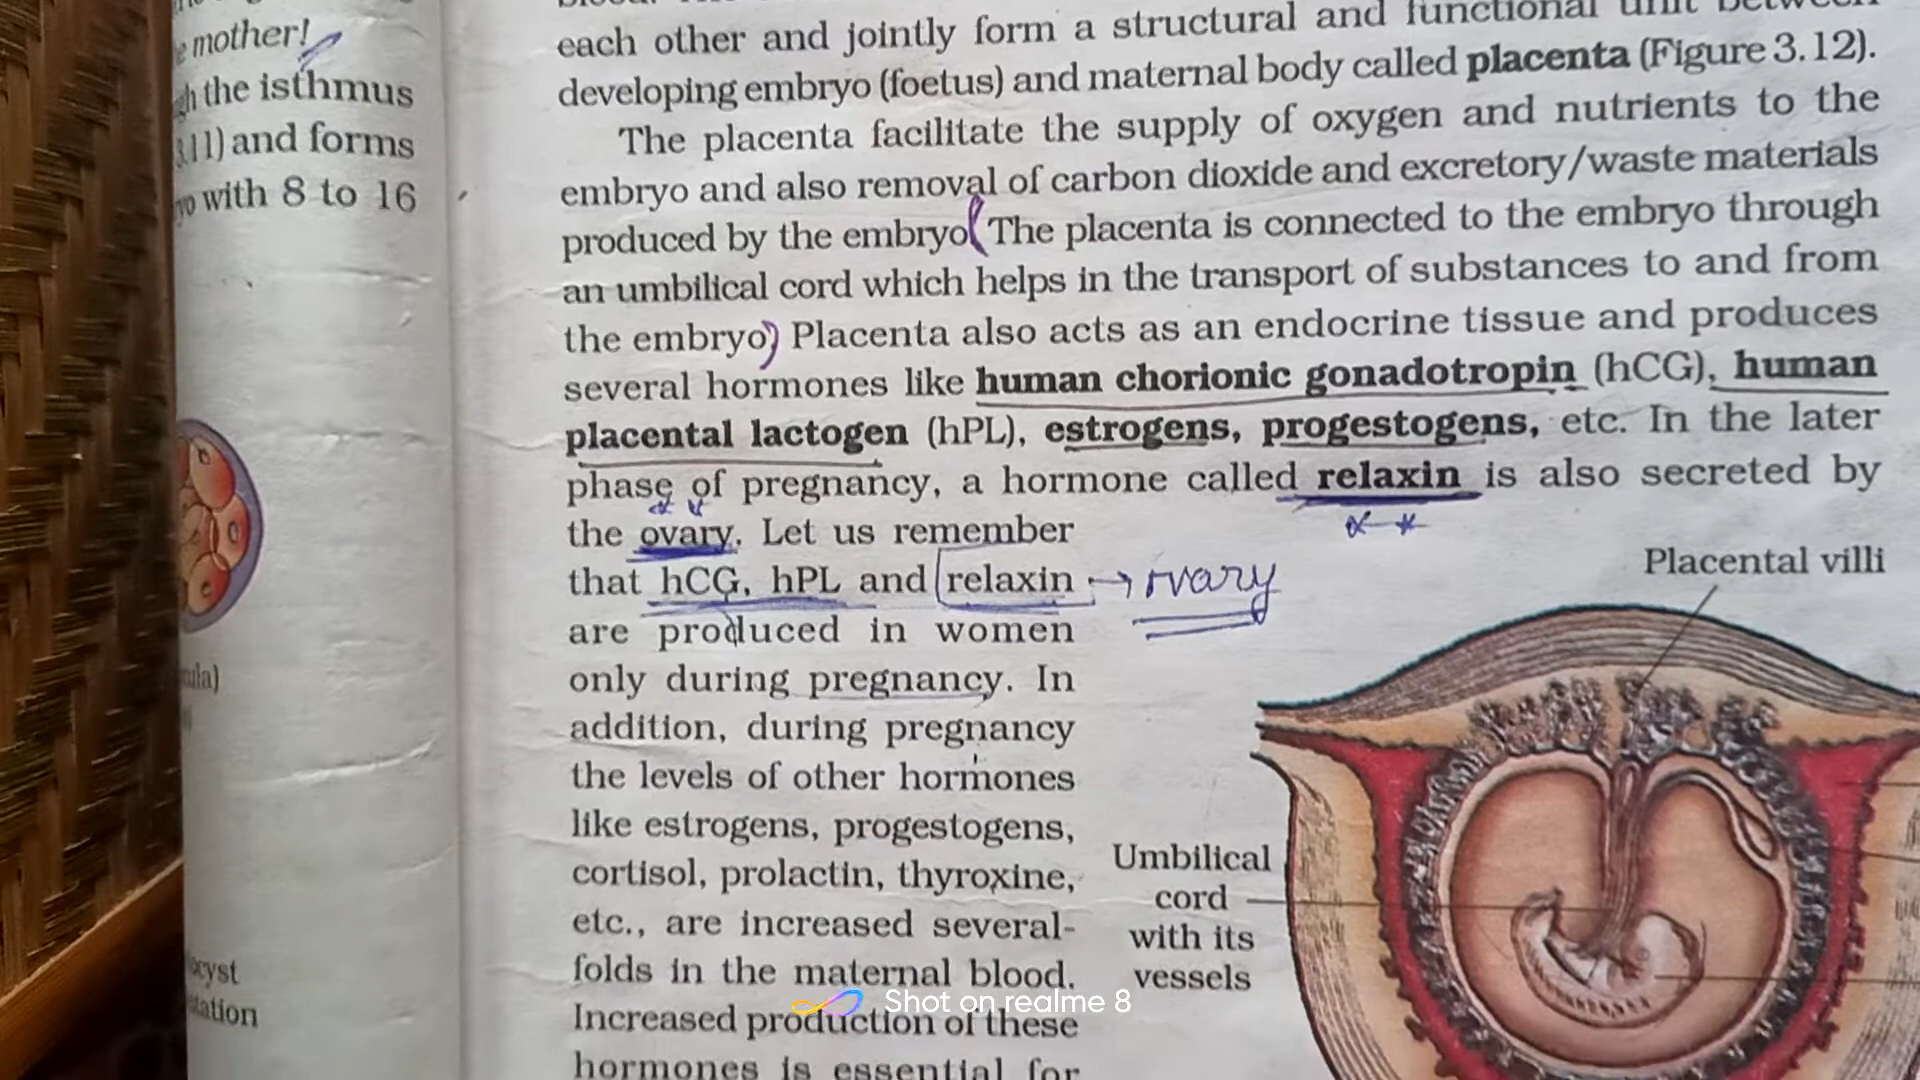 mother!
the isthmus
3.11) and forms
with 8 to 16
each other and jointly form a structural and functional unit between
developing embryo (foetus) and maternal body called placenta (Figure 3.12).
The placenta facilitate the supply of oxygen and nutrients to the
embryo and also removal of carbon dioxide and excretory/waste materials
produced by the embryo. The placenta is connected to the embryo through
an umbilical cord which helps in the transport of substances to and from
the embryo. Placenta also acts as an endocrine tissue and produces
several hormones like human chorionic gonadotropin (hCG), human
placental lactogen (hPL), estrogens, progestogens, etc. In the later
phase of pregnancy, a hormone called relaxin is also secreted by
the ovary. Let us remember
that hCG, hPL and relaxin → ovary
are produced in women
only during pregnancy. In
addition, during pregnancy
the levels of other hormones
like estrogens, progestogens,
cortisol, prolactin, thyroxine,
etc., are increased several-
folds in the maternal blood.
Increased production of these
hormones is essential for
Placental villi
Umbilical
cord
with its
vessels
Shot on realme 8